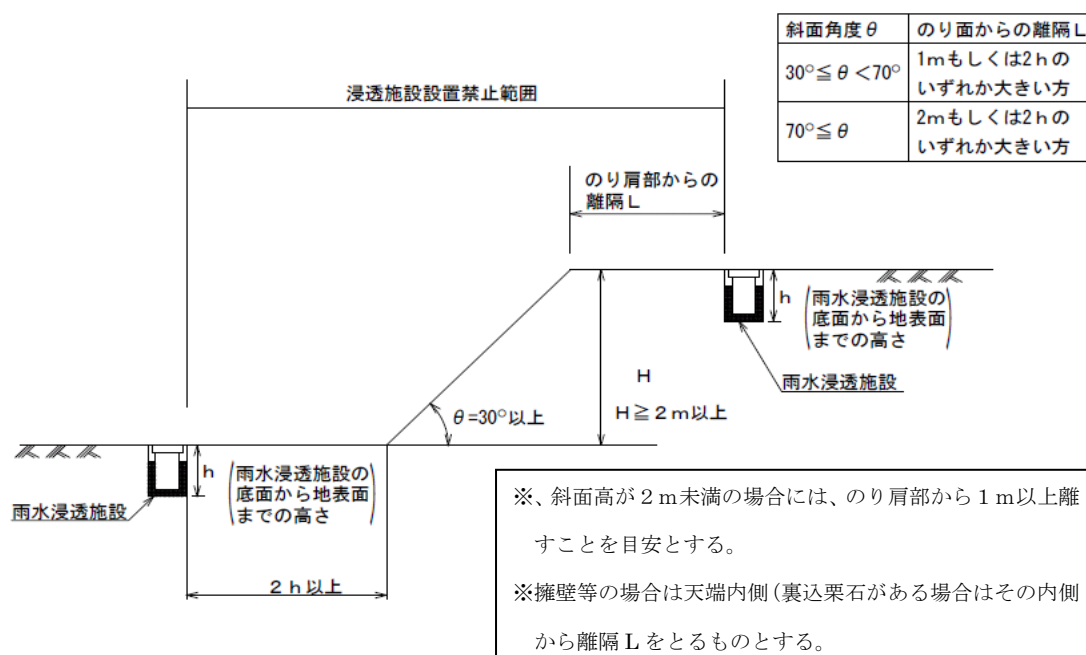 斜面角度θ
のり面からの離隔L
30°≦θ<70°
1mもしくは2hの
いずれか大きい方
70°≦θ
2mもしくは2hの
いずれか大きい方
浸透施設設置禁止範囲
のり肩部からの
離隔L
h
雨水浸透施設の
底面から地表面
までの高さ
雨水浸透施設
H
H≧2m以上
θ=30°以上
h
雨水浸透施設の
底面から地表面
までの高さ
雨水浸透施設
2h以上
※、斜面高が2m未満の場合には、のり肩部から1m以上離
すことを目安とする。
※擁壁等の場合は天端内側(裏込栗石がある場合はその内側
から離隔Lをとるものとする。